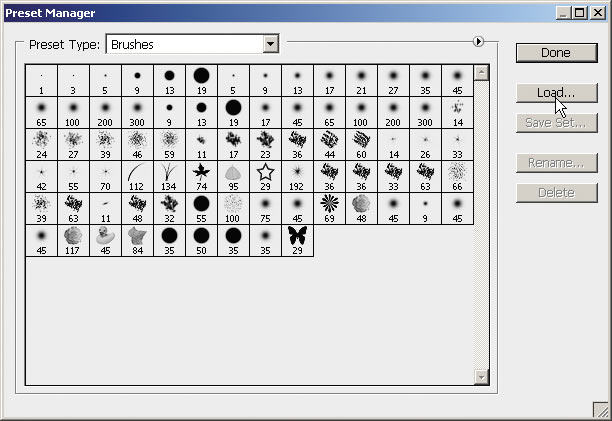 Preset Manager
Preset Type: Brushes
Done
Load...
Save Set...
Rename...
Delete
1 3 5 9 13 19 5 9 13 17 21 27 35 45
65 100 200 300 9 13 19 17 45 65 100 200 300 14
24 27 39 46 59 11 17 23 36 44 60 14 26 33
42 55 70 112 134 74 95 29 192 36 36 33 63 66
39 63 11 48 32 55 100 75 45 69 48 45 9 45
45 117 45 84 35 50 35 35 29